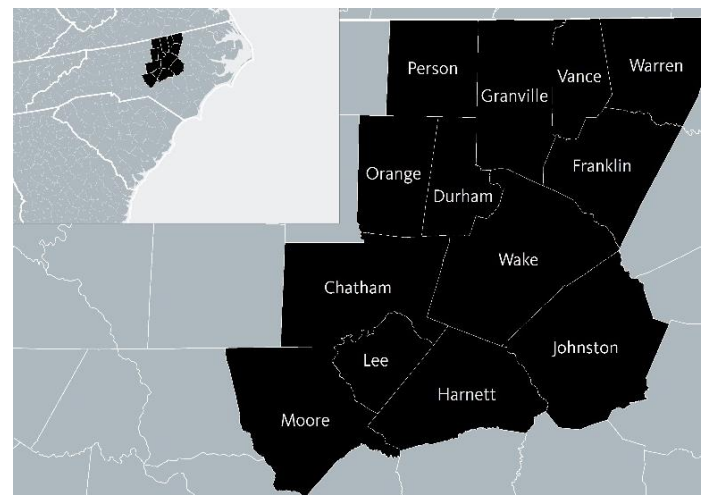 Person
Granville
Vance
Warren
Orange
Durham
Franklin
Wake
Chatham
Lee
Johnston
Harnett
Moore